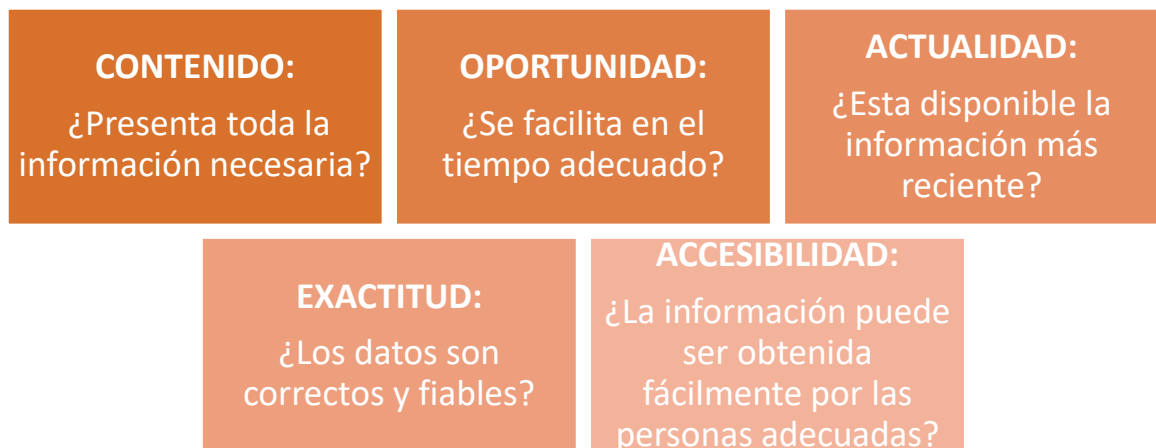 CONTENIDO:
¿Presenta toda la
información necesaria?
OPORTUNIDAD:
¿Se facilita en el
tiempo adecuado?
ACTUALIDAD:
¿Esta disponible la
información más
reciente?
EXACTITUD:
¿Los datos son
correctos y fiables?
ACCESIBILIDAD:
¿La información puede
ser obtenida
fácilmente por las
personas adecuadas?